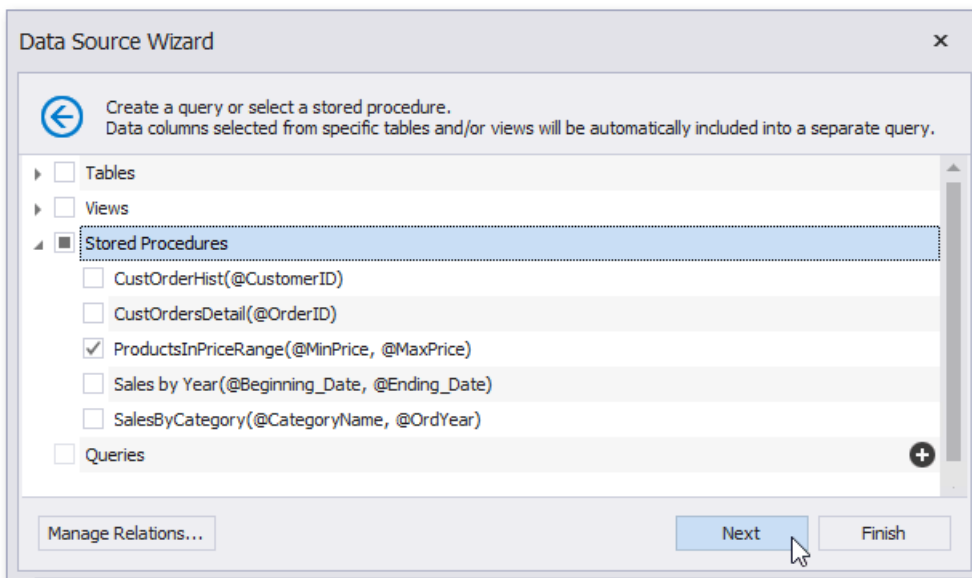 Data Source Wizard
Create a query or select a stored procedure.
Data columns selected from specific tables and/or views will be automatically included into a separate query.
Tables
Views
Stored Procedures
CustOrderHist(@CustomerID)
CustOrdersDetail(@OrderID)
ProductsInPriceRange(@MinPrice, @MaxPrice)
Sales by Year(@Beginning_Date, @Ending_Date)
SalesByCategory(@CategoryName, @OrdYear)
Queries
Manage Relations...
Next
Finish